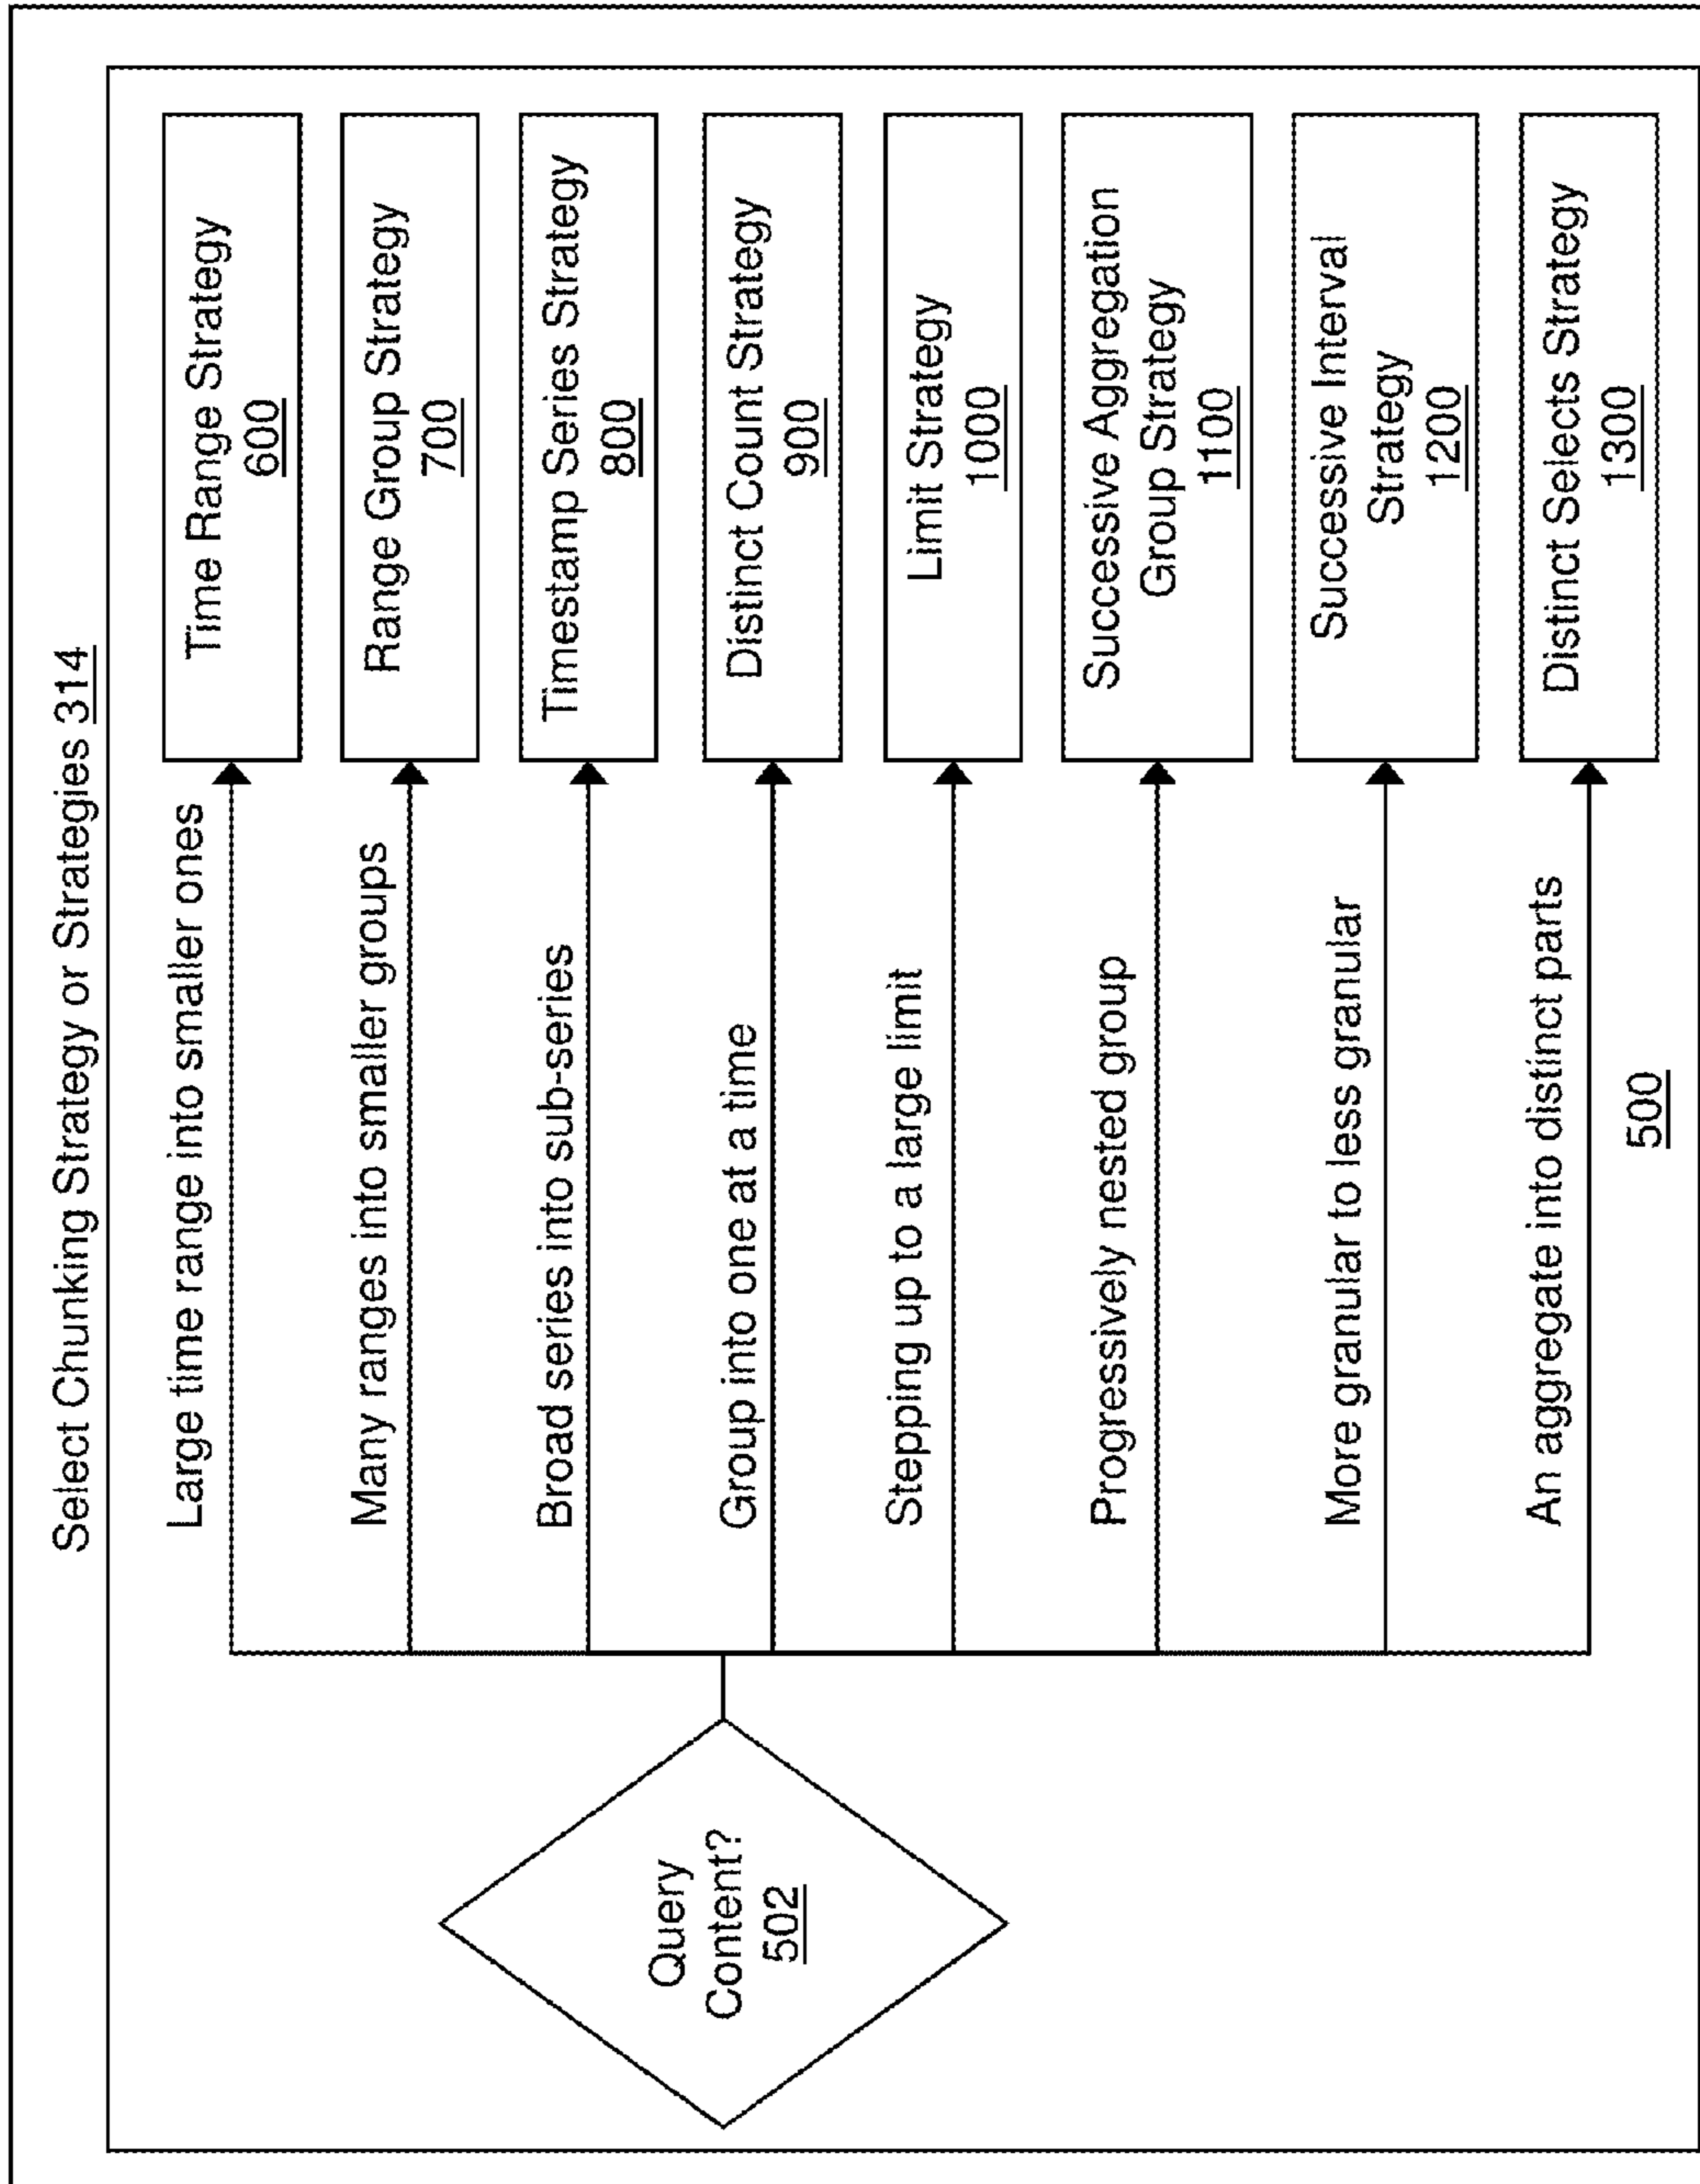 Select Chunking Strategy or Strategies 314
Query
Content?
502
Large time range into smaller ones
Time Range Strategy
600
Many ranges into smaller groups
Range Group Strategy
700
Broad series into sub-series
Timestamp Series Strategy
800
Group into one at a time
Distinct Count Strategy
900
Stepping up to a large limit
Limit Strategy
1000
Progressively nested group
Successive Aggregation
Group Strategy
1100
More granular to less granular
Successive Interval
Strategy
1200
An aggregate into distinct parts
Distinct Selects Strategy
1300
500